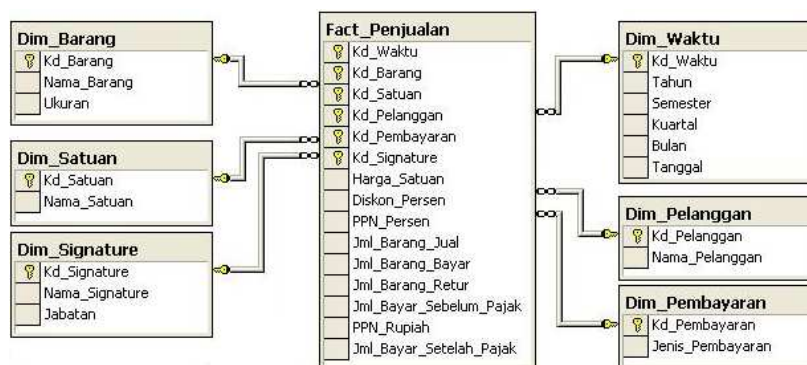 Dim_Barang
Kd_Barang
Nama_Barang
Ukuran
Dim_Satuan
Kd_Satuan
Nama_Satuan
Dim_Signature
Kd_Signature
Nama_Signature
Jabatan
Fact_Penjualan
Kd_Waktu
Kd_Barang
Kd_Satuan
Kd_Pelanggan
Kd_Pembayaran
Kd_Signature
Harga_Satuan
Diskon_Persen
PPN_Persen
Jml_Barang_Jual
Jml_Barang_Bayar
Jml_Barang_Retur
Jml_Bayar_Sebelum_Pajak
PPN_Rupiah
Jml_Bayar_Setelah_Pajak
Dim_Waktu
Kd_Waktu
Tahun
Semester
Kuartal
Bulan
Tanggal
Dim_Pelanggan
Kd_Pelanggan
Nama_Pelanggan
Dim_Pembayaran
Kd_Pembayaran
Jenis_Pembayaran